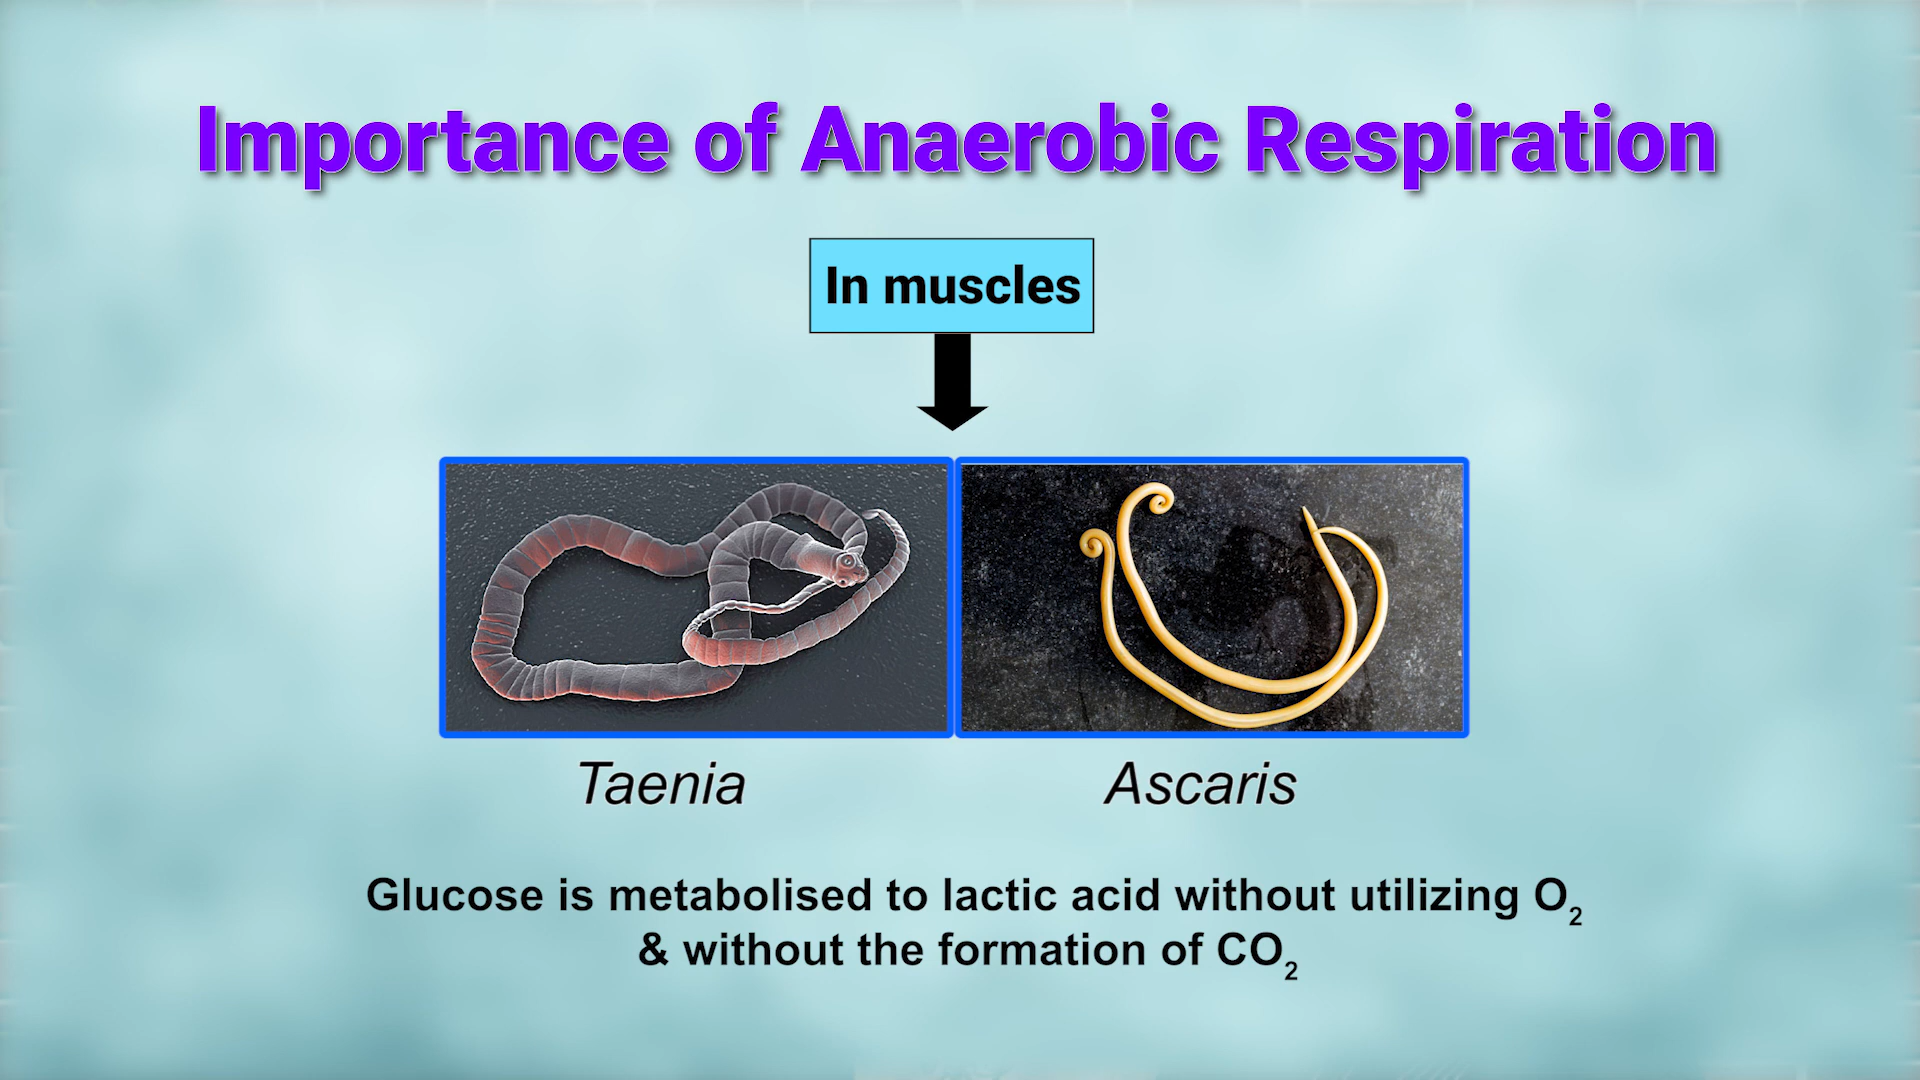 Importance of Anaerobic Respiration
In muscles
Taenia
Ascaris
Glucose is metabolised to lactic acid without utilizing O₂
& without the formation of CO₂